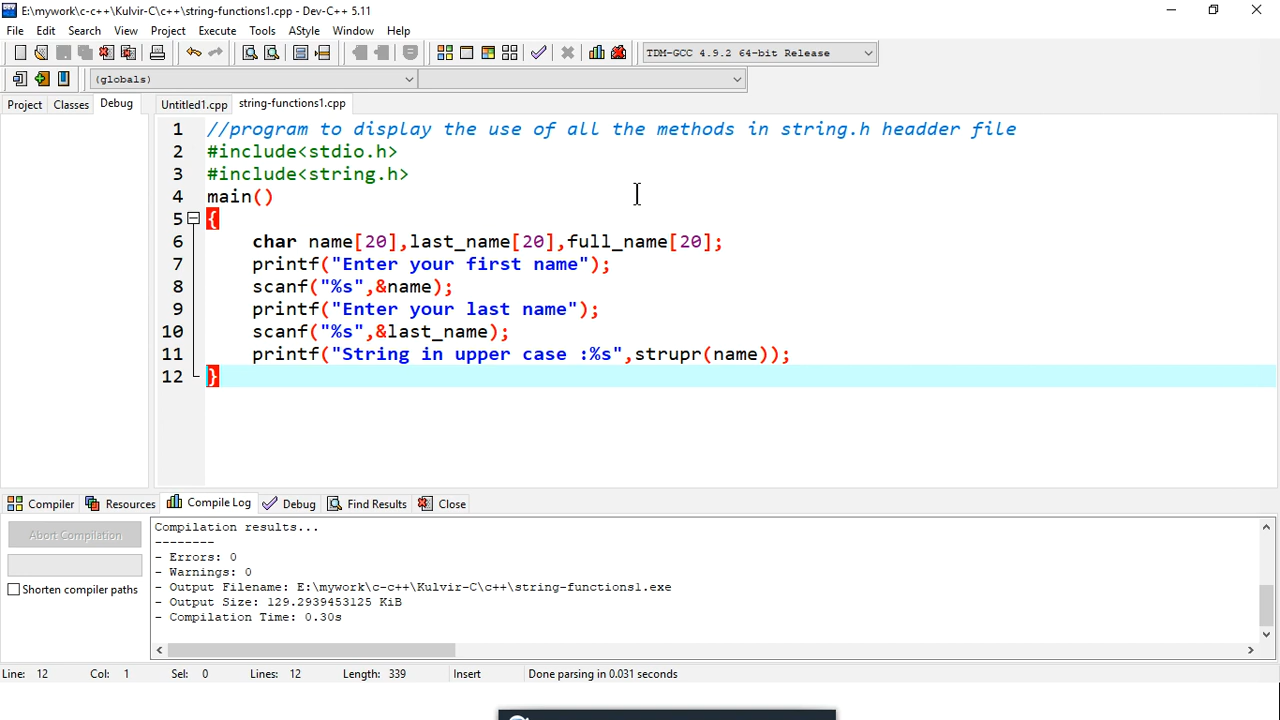 E:\mywork\c-c++\Kulvir-C\c++\string-functions1.cpp - Dev-C++ 5.11
File Edit Search View Project Execute Tools AStyle Window Help
TDM-GCC 4.9.2 64-bit Release
(globals)
Project Classes Debug Untitled1.cpp string-functions1.cpp
1 //program to display the use of all the methods in string.h headder file
2 #include<stdio.h>
3 #include<string.h>
4 main()
5 {
6 char name[20],last_name[20],full_name[20];
7 printf("Enter your first name");
8 scanf("%s",&name);
9 printf("Enter your last name");
10 scanf("%s",&last_name);
11 printf("String in upper case :%s",strupr(name));
12 }
Compiler Resources Compile Log Debug Find Results Close
Abort Compilation
Shorten compiler paths
Compilation results...
--------
- Errors: 0
- Warnings: 0
- Output Filename: E:\mywork\c-c++\Kulvir-C\c++\string-functions1.exe
- Output Size: 129.2939453125 KiB
- Compilation Time: 0.30s
Line: 12 Col: 1 Sel: 0 Lines: 12 Length: 339 Insert Done parsing in 0.031 seconds